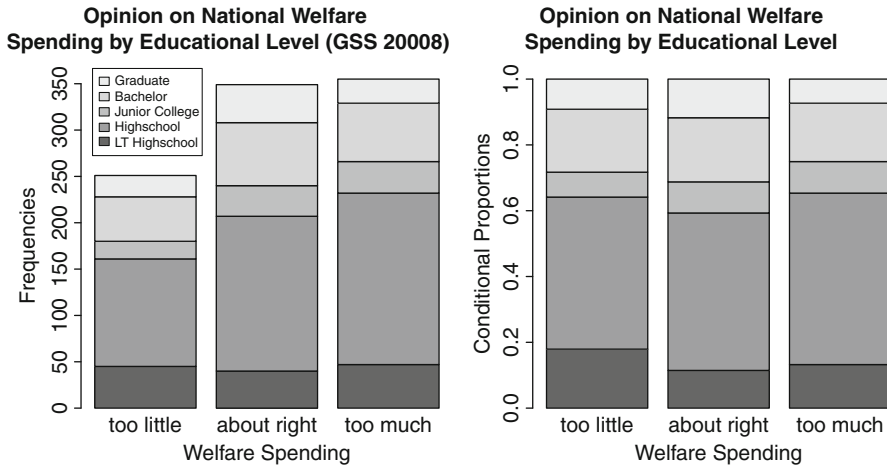 Opinion on National Welfare
Spending by Educational Level (GSS 20008)
Frequencies
350
300
250
200
150
100
50
0
Graduate
Bachelor
Junior College
Highschool
LT Highschool
too little
about right
too much
Welfare Spending
Opinion on National Welfare
Spending by Educational Level
Conditional Proportions
1.0
0.8
0.6
0.4
0.2
0.0
too little
about right
too much
Welfare Spending